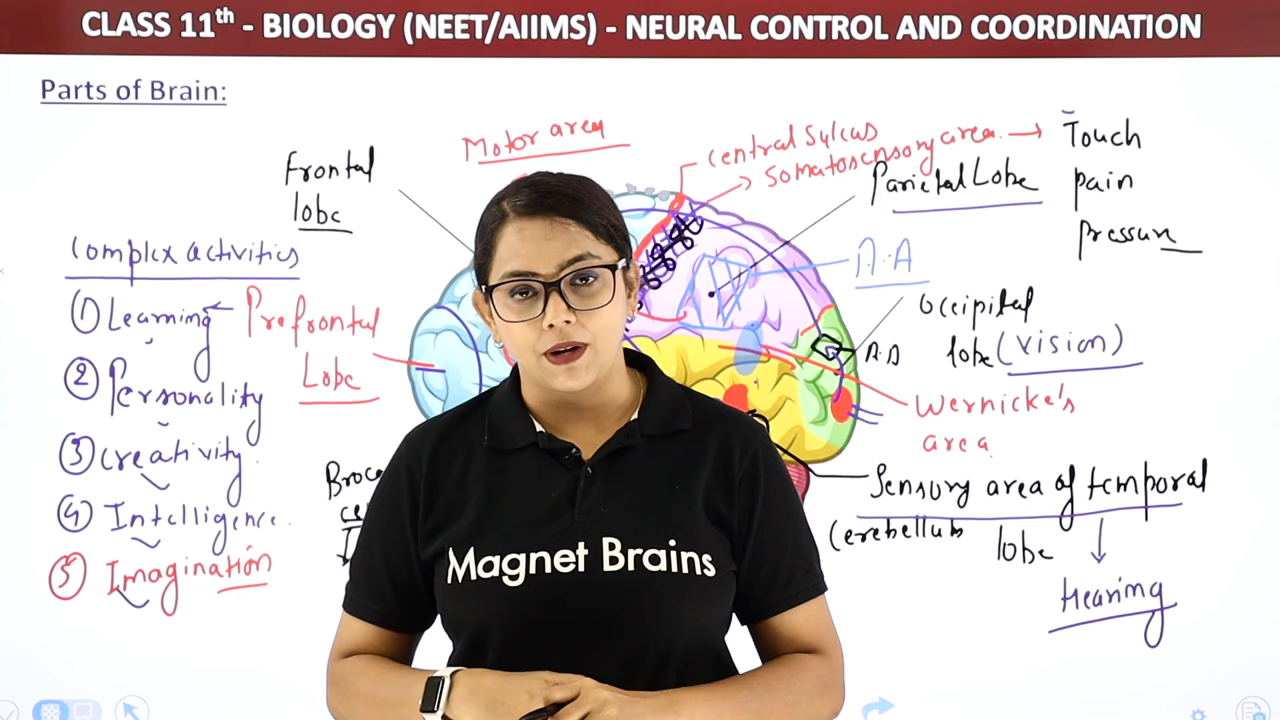 CLASS 11th - BIOLOGY (NEET/AIIMS) - NEURAL CONTROL AND COORDINATION
Parts of Brain:
Motor area
Central Sulcus
Somatosensory area → Touch
pain
pressure
Frontal
lobe
Parietal Lobe
Complex activities
① Learning
② Personality
③ Creativity.
④ Intelligence.
⑤ Imagination
Prefrontal
Lobe
A.A
Occipital
lobe (vision)
A.A
Wernicke's
area
Sensory area of temporal
lobe
Hearing
Broca
ce
Cerebellum
Magnet Brains